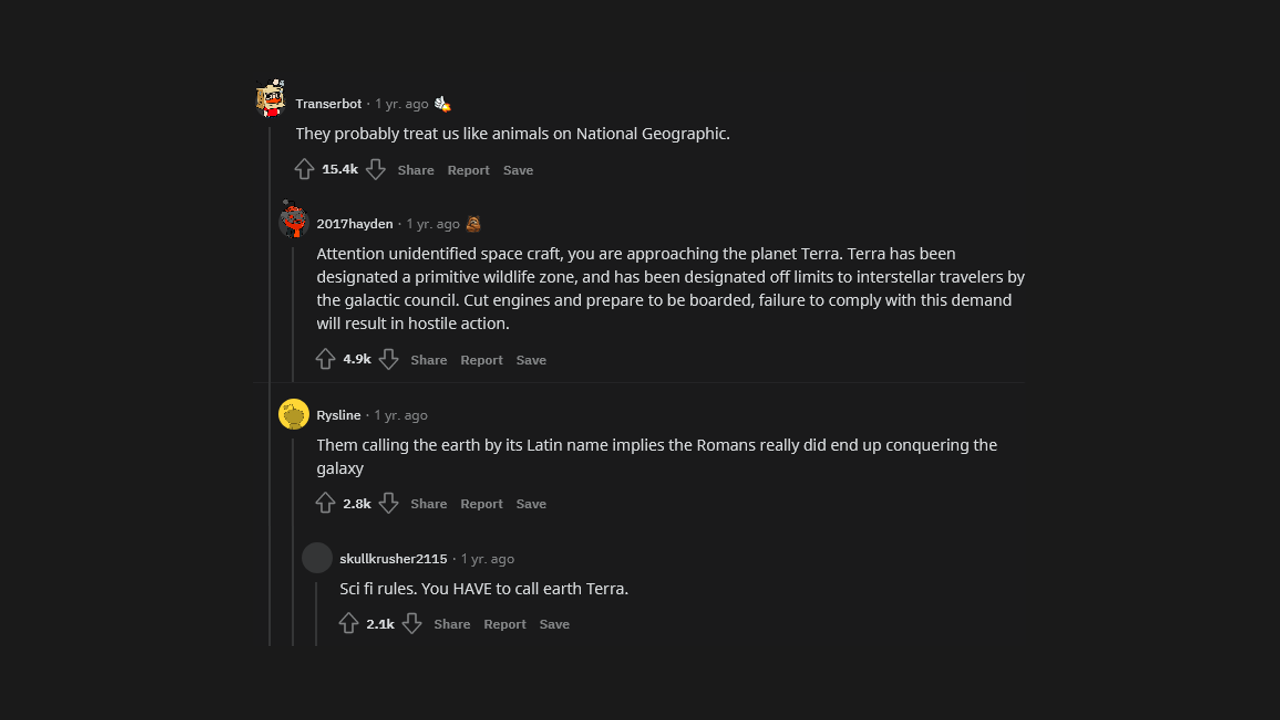 Transerbot · 1 yr. ago
They probably treat us like animals on National Geographic.
15.4k Share Report Save
2017hayden · 1 yr. ago
Attention unidentified space craft, you are approaching the planet Terra. Terra has been
designated a primitive wildlife zone, and has been designated off limits to interstellar travelers by
the galactic council. Cut engines and prepare to be boarded, failure to comply with this demand
will result in hostile action.
4.9k Share Report Save
Rysline · 1 yr. ago
Them calling the earth by its Latin name implies the Romans really did end up conquering the
galaxy
2.8k Share Report Save
skullkrusher2115 · 1 yr. ago
Sci fi rules. You HAVE to call earth Terra.
2.1k Share Report Save